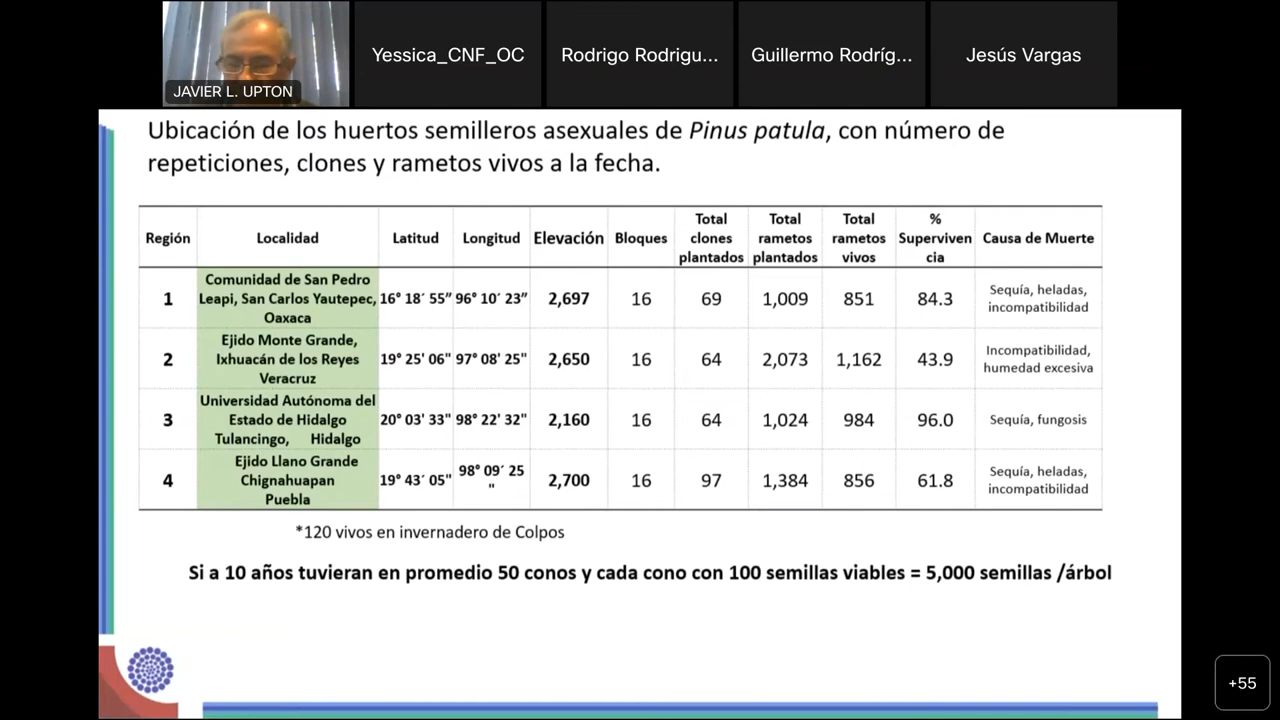 JAVIER L. UPTON
Yessica_CNF_OC
Rodrigo Rodrigu...
Guillermo Rodríg...
Jesús Vargas
Ubicación de los huertos semilleros asexuales de Pinus patula, con número de
repeticiones, clones y rametos vivos a la fecha.
Región Localidad Latitud Longitud Elevación Bloques Total clones plantados Total rametos plantados Total rametos vivos % Superviven cia Causa de Muerte
1 Comunidad de San Pedro Leapi, San Carlos Yautepec, Oaxaca 16° 18´ 55” 96° 10´ 23” 2,697 16 69 1,009 851 84.3 Sequía, heladas, incompatibilidad
2 Ejido Monte Grande, Ixhuacán de los Reyes Veracruz 19° 25' 06" 97° 08' 25" 2,650 16 64 2,073 1,162 43.9 Incompatibilidad, humedad excesiva
3 Universidad Autónoma del Estado de Hidalgo Tulancingo, Hidalgo 20° 03' 33" 98° 22' 32" 2,160 16 64 1,024 984 96.0 Sequía, fungosis
4 Ejido Llano Grande Chignahuapan Puebla 19° 43´ 05" 98° 09´ 25 " 2,700 16 97 1,384 856 61.8 Sequía, heladas, incompatibilidad
*120 vivos en invernadero de Colpos
Si a 10 años tuvieran en promedio 50 conos y cada cono con 100 semillas viables = 5,000 semillas /árbol
+55